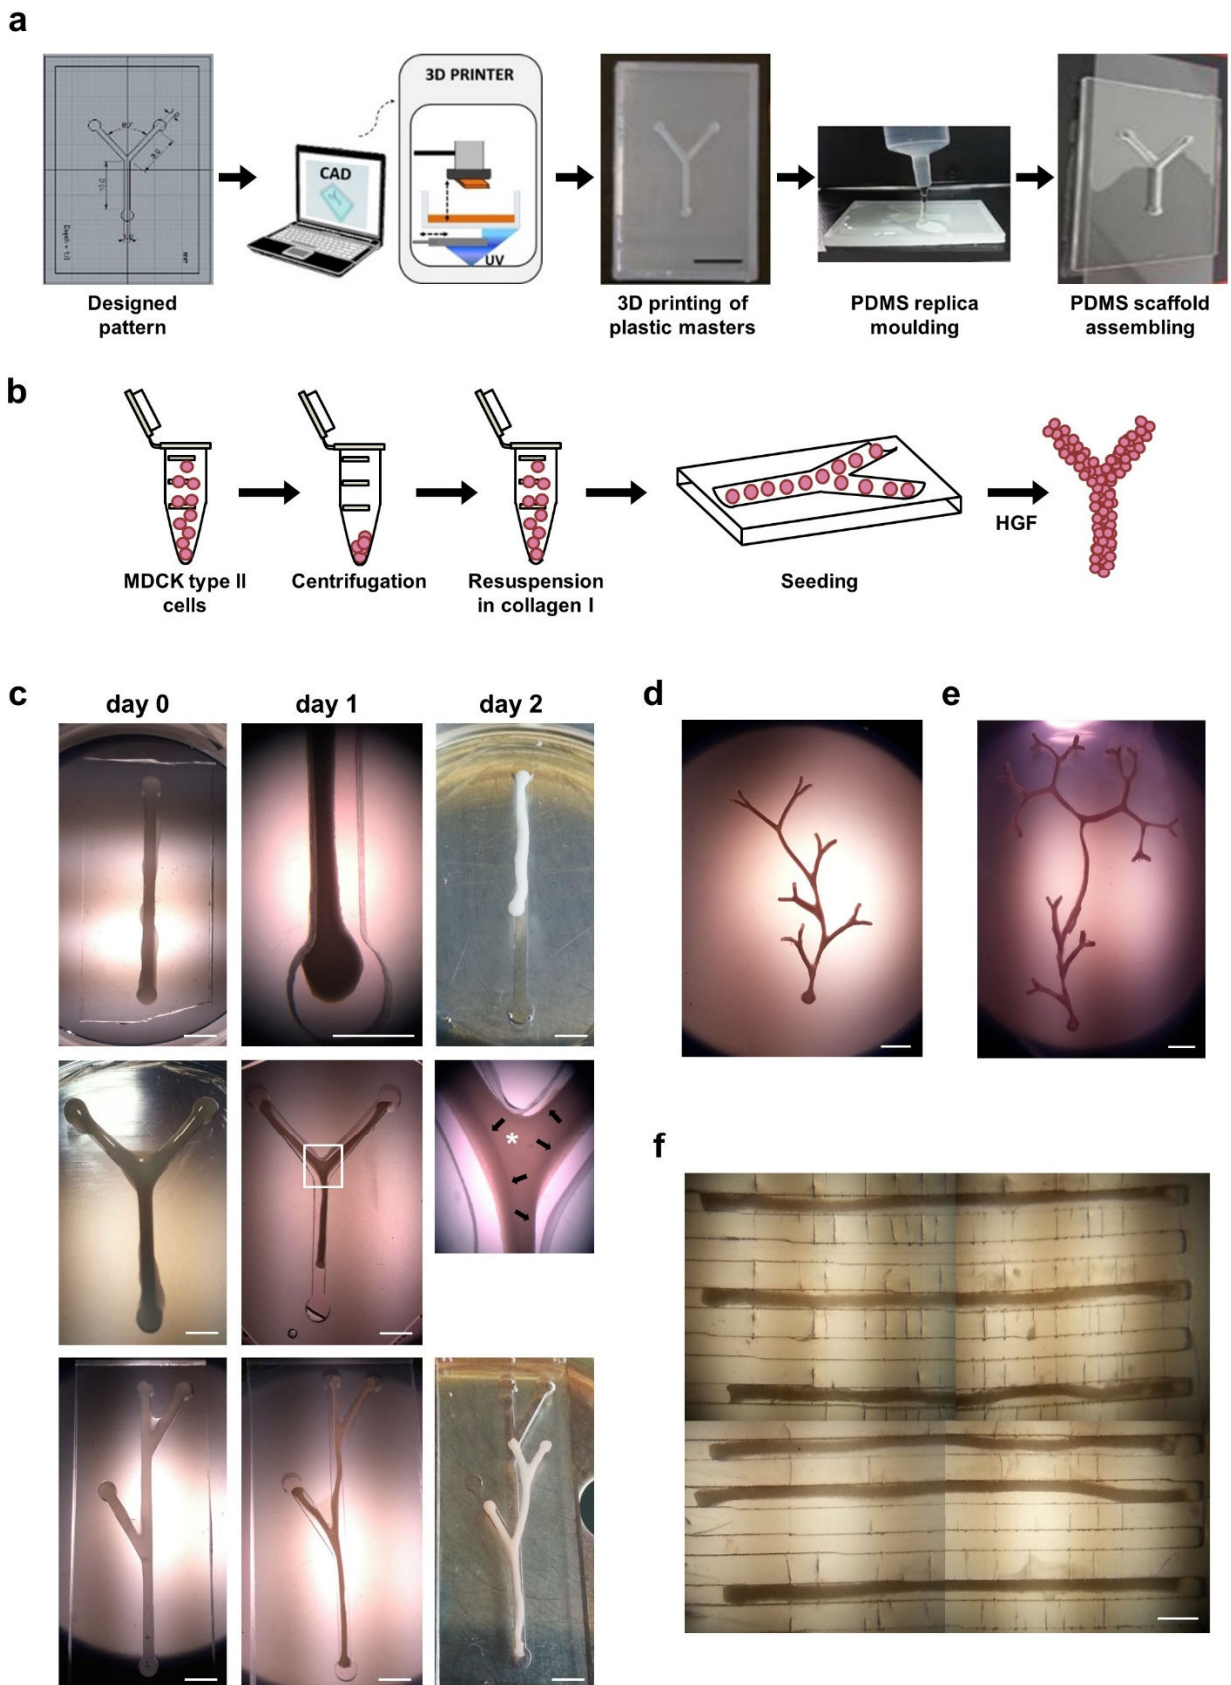 a
3D PRINTER
CAD
UV
Designed
pattern
3D printing of
plastic masters
PDMS replica
moulding
PDMS scaffold
assembling
b
HGF
MDCK type II
cells
Centrifugation
Resuspension
in collagen I
Seeding
c
day 0
day 1
day 2
*
d
e
f